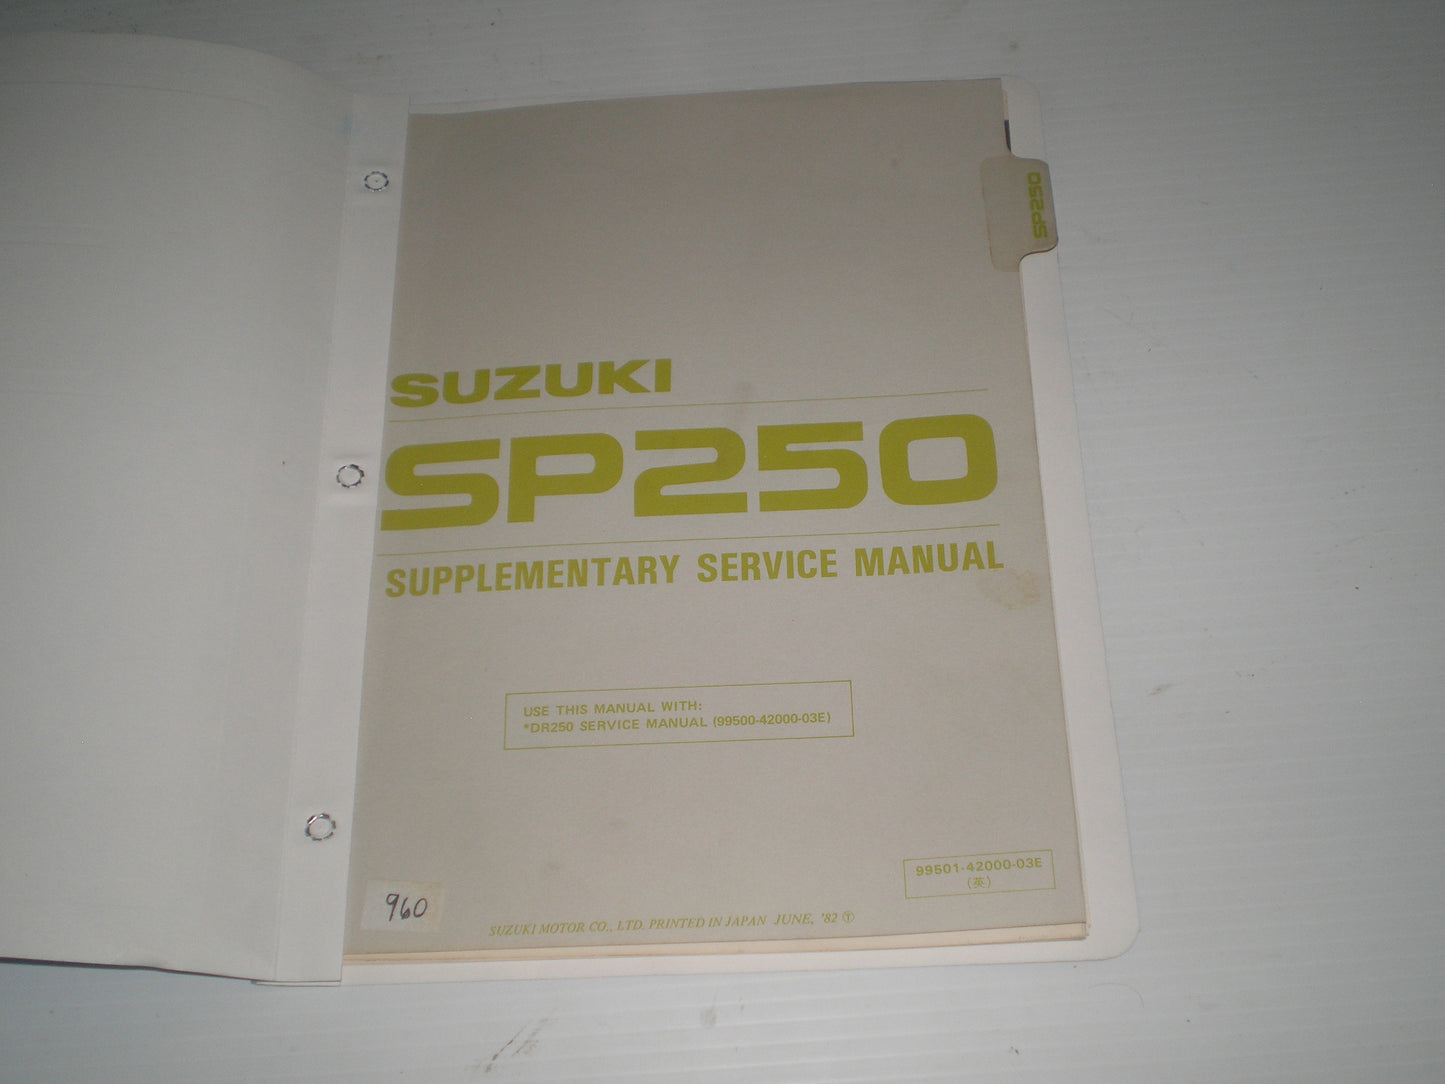 SP250
SUZUKI
SP250
SUPPLEMENTARY SERVICE MANUAL
USE THIS MANUAL WITH:
*DR250 SERVICE MANUAL (99500-42000-03E)
99501-42000-03E
(英)
960
SUZUKI MOTOR CO., LTD. PRINTED IN JAPAN JUNE, '82 Ⓣ